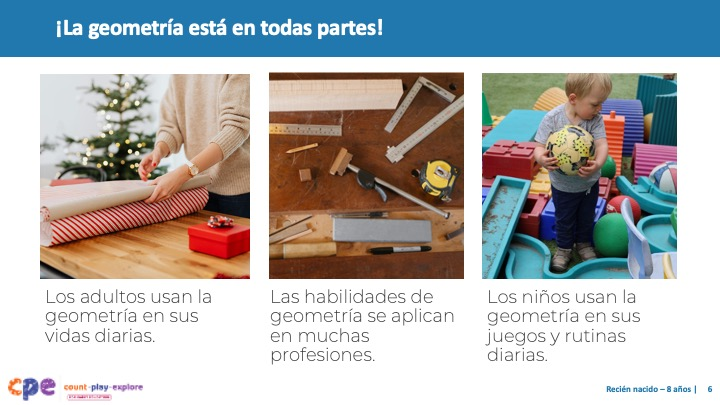 ¡La geometría está en todas partes!
Los adultos usan la
geometría en sus
vidas diarias.
Las habilidades de
geometría se aplican
en muchas
profesiones.
Los niños usan la
geometría en sus
juegos y rutinas
diarias.
cpe
count·play·explore
Recién nacido – 8 años | 6